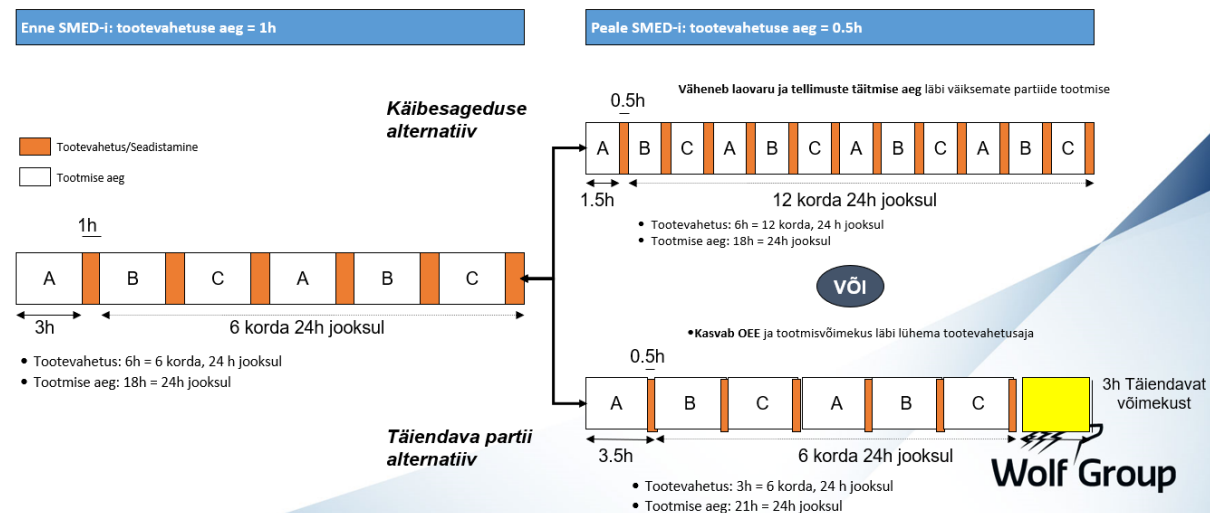 Enne SMED-i: tootevahetuse aeg = 1h
Peale SMED-i: tootevahetuse aeg = 0.5h
Käibesageduse
alternatiiv
Väheneb laovaru ja tellimuste täitmise aeg läbi väiksemate partiide tootmise
0.5h
A B C A B C A B C A B C
1.5h
12 korda 24h jooksul
• Tootevahetus: 6h = 12 korda, 24 h jooksul
• Tootmise aeg: 18h = 24h jooksul
Tootevahetus/Seadistamine
Tootmise aeg
1h
A B C A B C
3h
6 korda 24h jooksul
• Tootevahetus: 6h = 6 korda, 24 h jooksul
• Tootmise aeg: 18h = 24h jooksul
VÕI
•Kasvab OEE ja tootmisvõimekus läbi lühema tootevahetusaja
0.5h
A B C A B C
3h Täiendavat
võimekust
3.5h
6 korda 24h jooksul
Täiendava partii
alternatiiv
• Tootevahetus: 3h = 6 korda, 24 h jooksul
• Tootmise aeg: 21h = 24h jooksul
Wolf Group